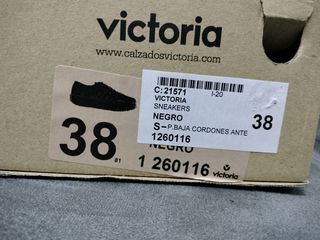 victoria
www.calzadosvictoria.com
C: 21571
I-20
VICTORIA
SNEAKERS
NEGRO
38
S-P.BAJA CORDONES ANTE
1260116
38
81
NEGRO
1 260116
victoria